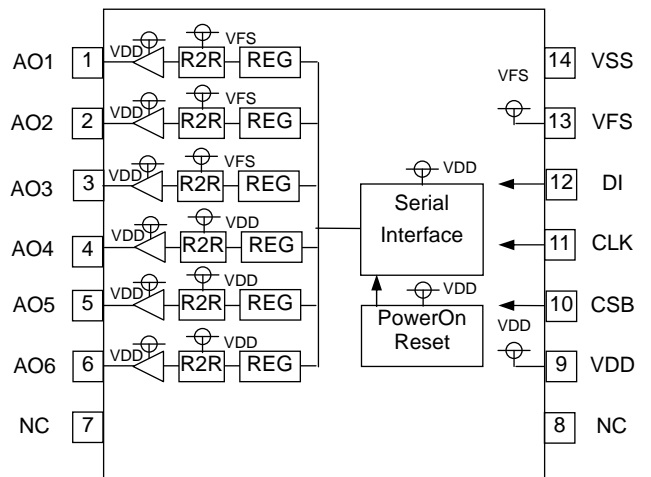 AO1 1 VDD R2R VFS REG 14 VSS
VFS
AO2 2 VDD R2R VFS REG 13 VFS
AO3 3 VDD R2R VFS REG VDD 12 DI
Serial
Interface
AO4 4 VDD R2R VDD REG 11 CLK
AO5 5 VDD R2R VDD REG VDD 10 CSB
PowerOn
Reset
VDD
AO6 6 VDD R2R VDD REG 9 VDD
NC 7 8 NC